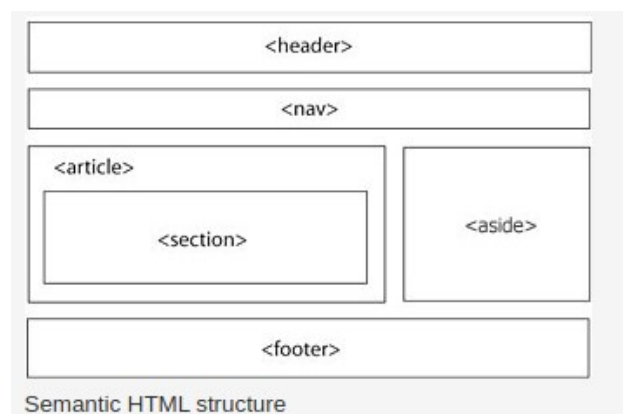 <header>
<nav>
<article>
<section>
<aside>
<footer>
Semantic HTML structure